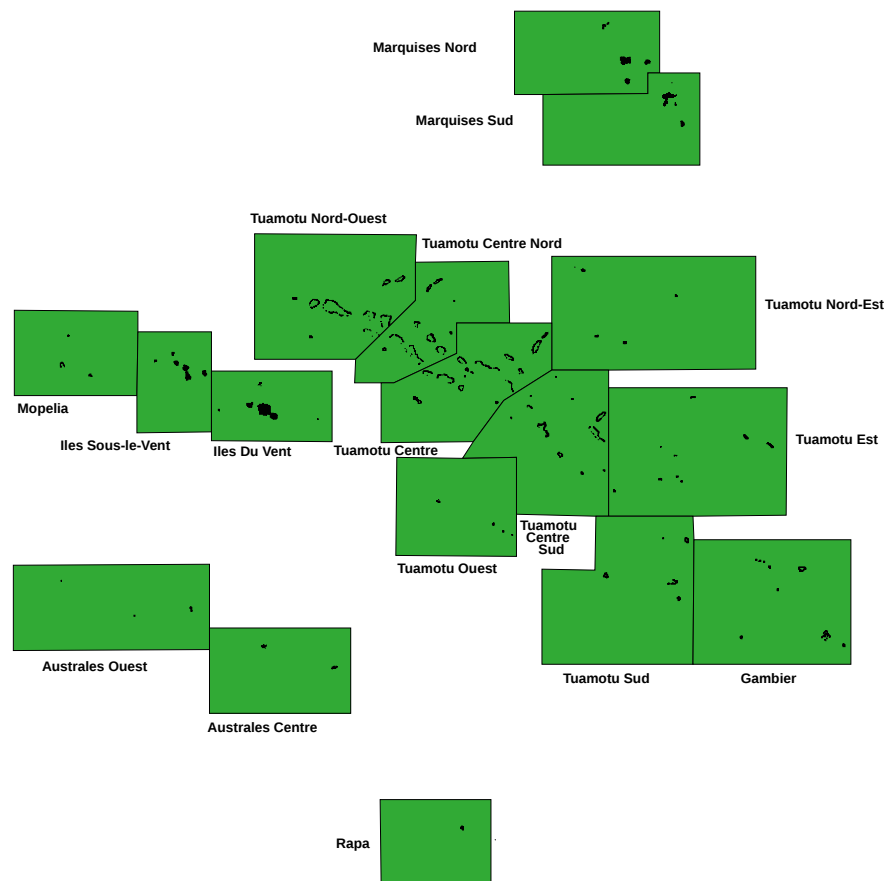 Marquises Nord
Marquises Sud
Tuamotu Nord-Ouest
Tuamotu Centre Nord
Tuamotu Nord-Est
Mopelia
Iles Sous-le-Vent
Iles Du Vent
Tuamotu Centre
Tuamotu Est
Tuamotu
Centre
Sud
Tuamotu Ouest
Australes Ouest
Tuamotu Sud
Gambier
Australes Centre
Rapa